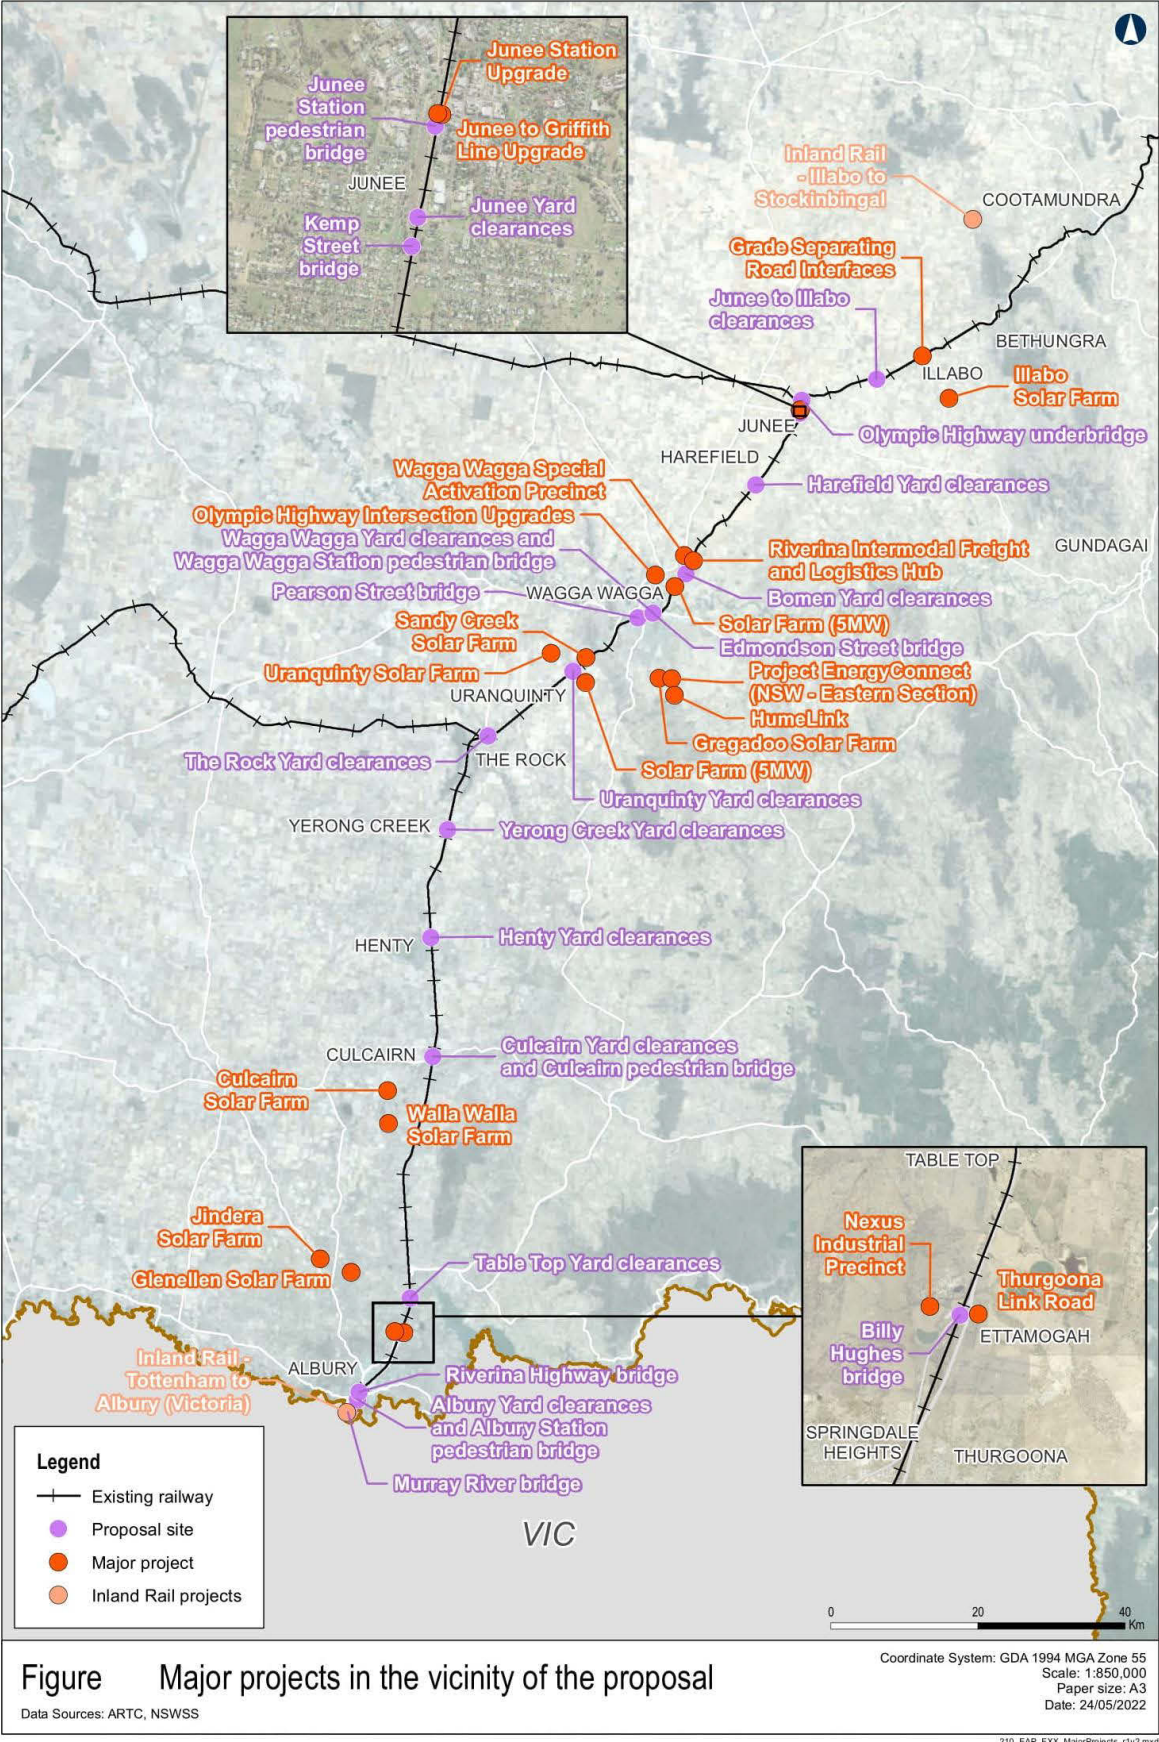 Junee Station
Upgrade
Junee
Station
pedestrian
bridge
Junee to Griffith
Line Upgrade
JUNEE
Junee Yard
clearances
Kemp
Street
bridge
Inland Rail
- Illabo to
Stockinbingal
COOTAMUNDRA
Grade Separating
Road Interfaces
Junee to Illabo
clearances
BETHUNGRA
ILLABO
Illabo
Solar Farm
JUNEE
Olympic Highway underbridge
HAREFIELD
Wagga Wagga Special
Activation Precinct
Harefield Yard clearances
Olympic Highway Intersection Upgrades
Wagga Wagga Yard clearances and
Wagga Wagga Station pedestrian bridge
Riverina Intermodal Freight
and Logistics Hub
GUNDAGAI
Pearson Street bridge
WAGGA WAGGA
Bomen Yard clearances
Sandy Creek
Solar Farm
Solar Farm (5MW)
Edmondson Street bridge
Uranquinty Solar Farm
Project EnergyConnect
(NSW - Eastern Section)
URANQUINTY
HumeLink
Gregadoo Solar Farm
The Rock Yard clearances
THE ROCK
Solar Farm (5MW)
Uranquinty Yard clearances
YERONG CREEK
Yerong Creek Yard clearances
HENTY
Henty Yard clearances
CULCAIRN
Culcairn Yard clearances
and Culcairn pedestrian bridge
Culcairn
Solar Farm
Walla Walla
Solar Farm
TABLE TOP
Jindera
Solar Farm
Nexus
Industrial
Precinct
Glenellen Solar Farm
Table Top Yard clearances
Thurgoona
Link Road
Billy
Hughes
bridge
ETTAMOGAH
Inland Rail -
Tottenham to
Albury (Victoria)
ALBURY
Riverina Highway bridge
Albury Yard clearances
and Albury Station
pedestrian bridge
SPRINGDALE
HEIGHTS
THURGOONA
Murray River bridge
Legend
Existing railway
Proposal site
Major project
Inland Rail projects
VIC
0 20 40
Km
Figure Major projects in the vicinity of the proposal
Data Sources: ARTC, NSWSS
Coordinate System: GDA 1994 MGA Zone 55
Scale: 1:850,000
Paper size: A3
Date: 24/05/2022